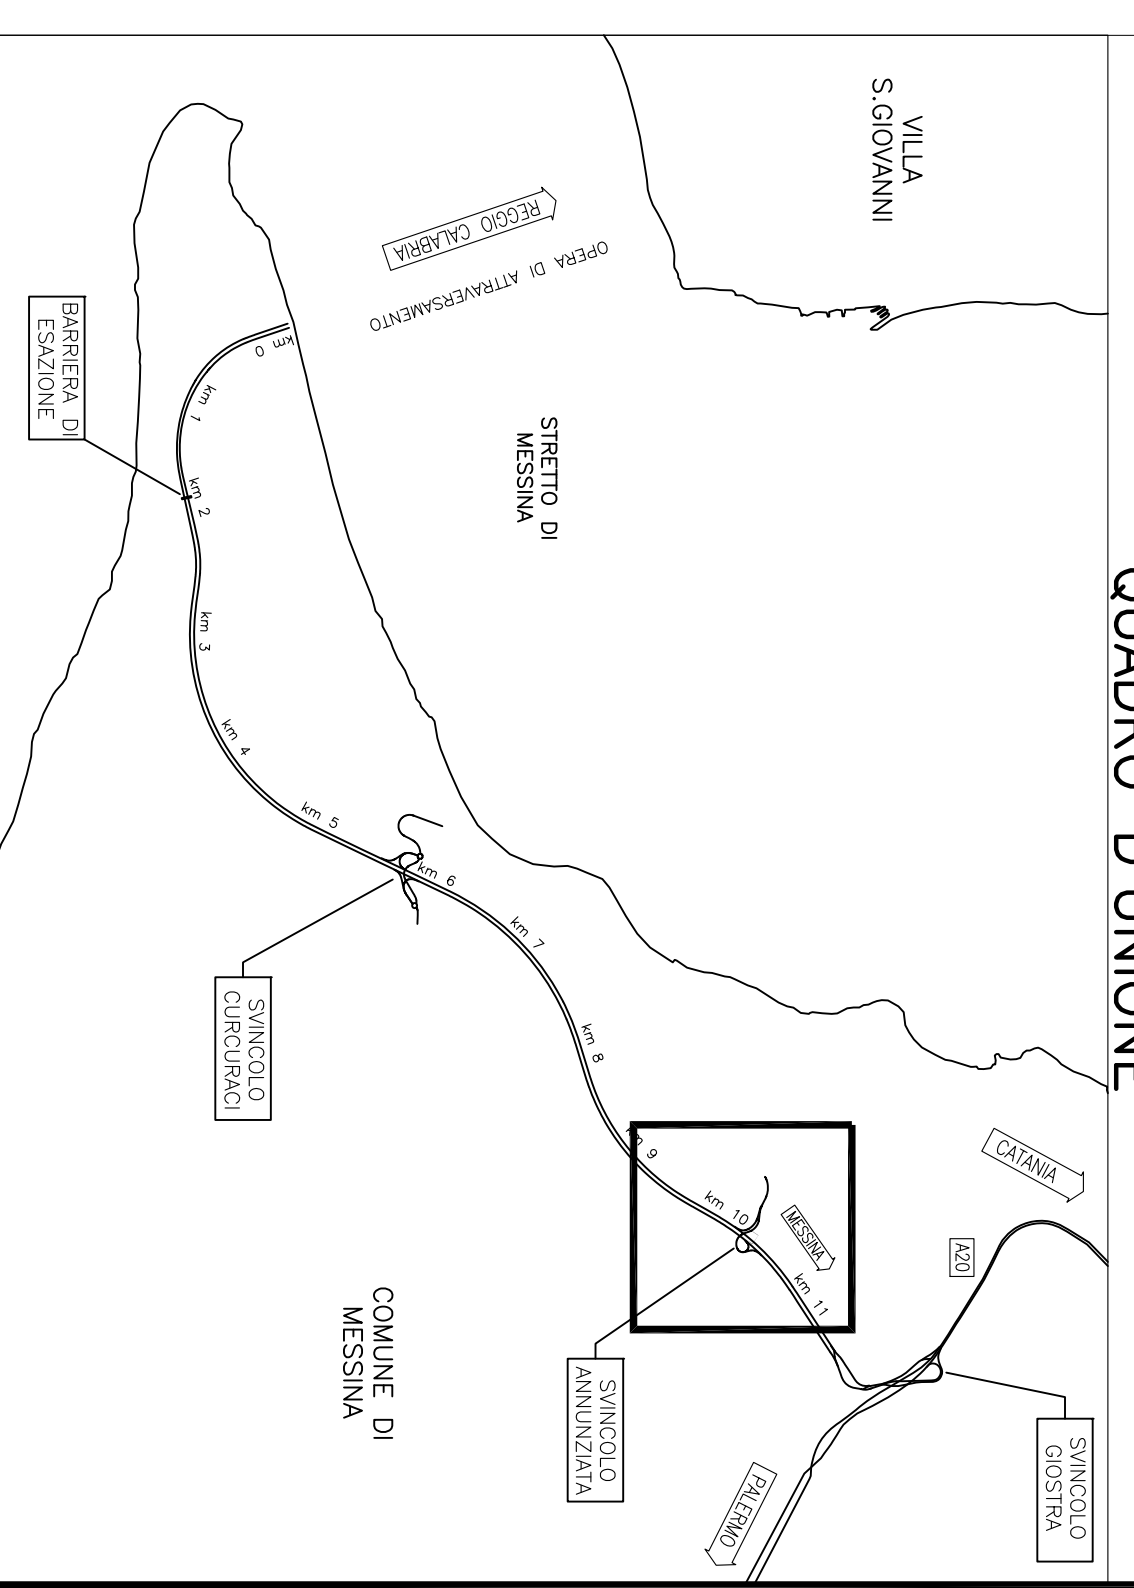 QUADRO D'UNIONE
VILLA
S.GIOVANNI
REGGIO CALABRIA
OPERA DI ATTRAVERSAMENTO
STRETTO DI
MESSINA
BARRIERA DI
ESAZIONE
km 0
km 1
km 2
km 3
km 4
km 5
km 6
km 7
km 8
km 9
km 10
km 11
SVINCOLO
CURCURACI
MESSINA
CATANIA
A20
COMUNE DI
MESSINA
SVINCOLO
ANNUNZIATA
SVINCOLO
GIOSTRA
PALERMO